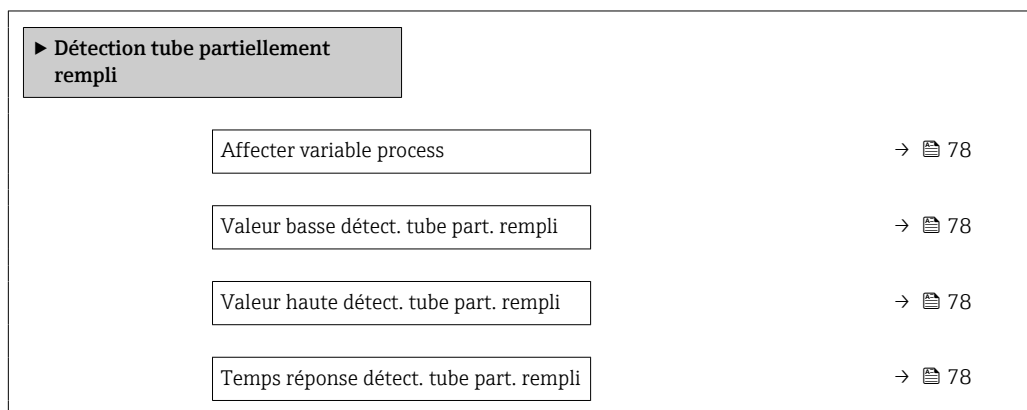 ▶ Détection tube partiellement
rempli
Affecter variable process → 78
Valeur basse détect. tube part. rempli → 78
Valeur haute détect. tube part. rempli → 78
Temps réponse détect. tube part. rempli → 78